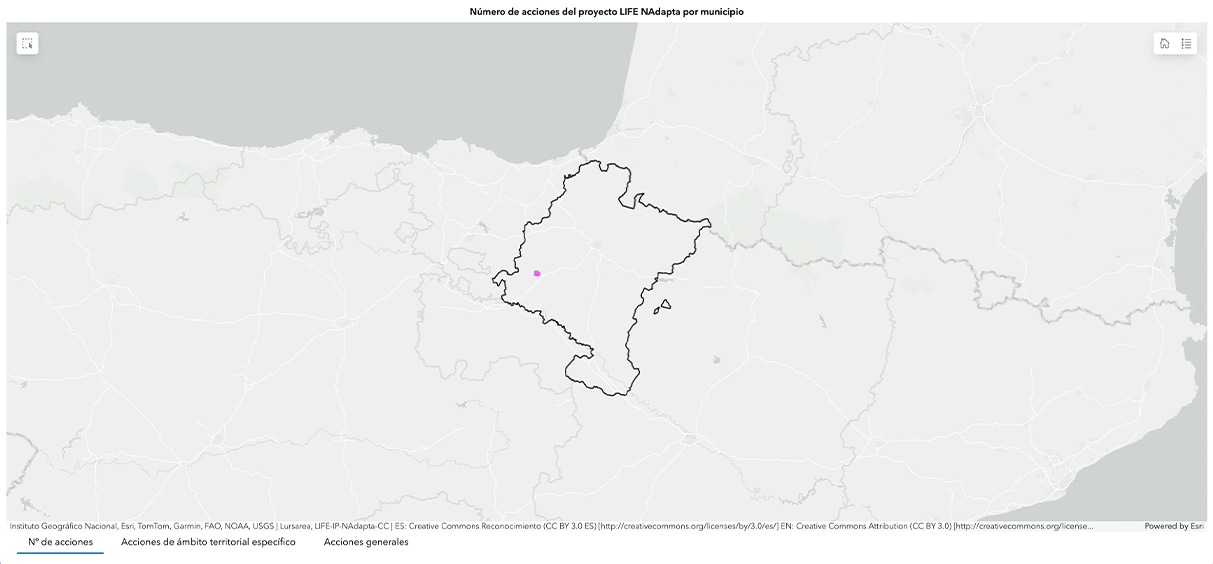 Número de acciones del proyecto LIFE NAdapta por municipio
Instituto Geográfico Nacional, Esri, TomTom, Garmin, FAO, NOAA, USGS | Lursarea, LIFE-IP-NAdapta-CC | ES: Creative Commons Reconocimiento (CC BY 3.0 ES) [http://creativecommons.org/licenses/by/3.0/es/] EN: Creative Commons Attribution (CC BY 3.0) [http://creativecommons.org/license... Powered by Esri
Nº de acciones Acciones de ámbito territorial específico Acciones generales